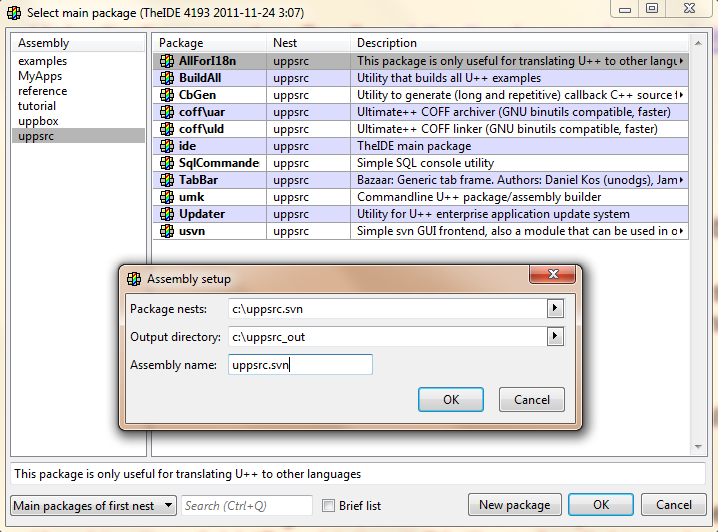 Select main package (TheIDE 4193 2011-11-24 3:07)
Assembly
examples
MyApps
reference
tutorial
uppbox
uppsrc
Package Nest Description
AllForI18n uppsrc This package is only useful for translating U++ to other langu
BuildAll uppsrc Utility that builds all U++ examples
CbGen uppsrc Utility to generate (long and repetitive) callback C++ source f
coff\uar uppsrc Ultimate++ COFF archiver (GNU binutils compatible, faster)
coff\uld uppsrc Ultimate++ COFF linker (GNU binutils compatible, faster)
ide uppsrc TheIDE main package
SqlCommande uppsrc Simple SQL console utility
TabBar uppsrc Bazaar: Generic tab frame. Authors: Daniel Kos (unodgs), Jam
umk uppsrc Commandline U++ package/assembly builder
Updater uppsrc Utility for U++ enterprise application update system
usvn uppsrc Simple svn GUI frontend, also a module that can be used in o
Assembly setup
Package nests: c:\uppsrc.svn
Output directory: c:\uppsrc_out
Assembly name: uppsrc.svn
OK Cancel
This package is only useful for translating U++ to other languages
Main packages of first nest Search (Ctrl+Q) Brief list New package OK Cancel